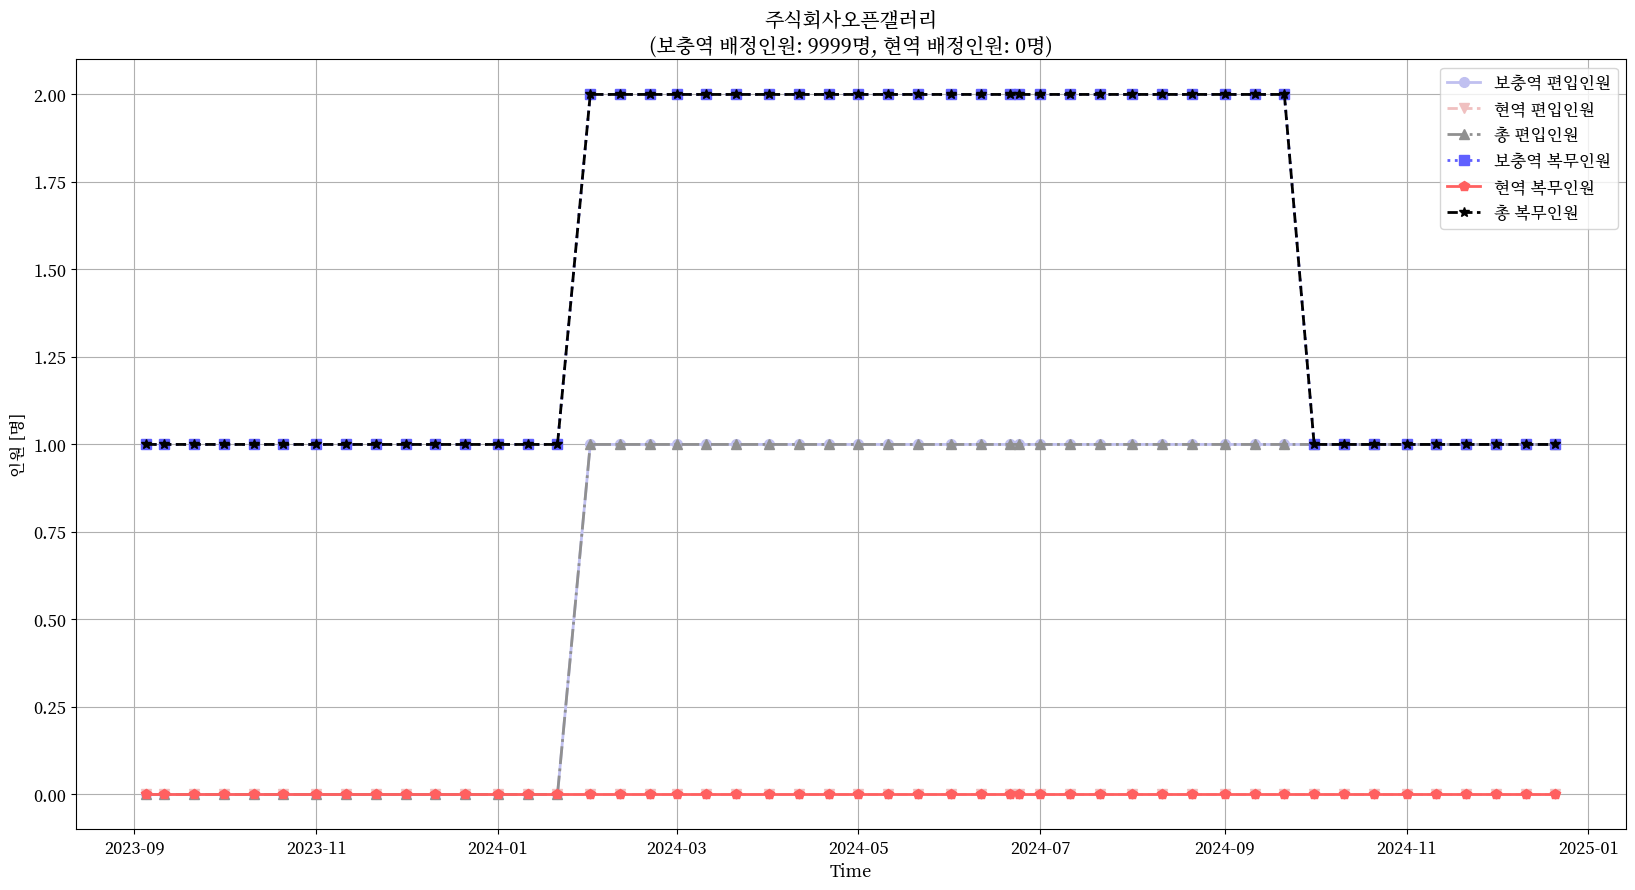 주식회사오픈갤러리
(보충역 배정인원: 9999명, 현역 배정인원: 0명)
보충역 편입인원
현역 편입인원
총 편입인원
보충역 복무인원
현역 복무인원
총 복무인원
인원 [명]
2.00
1.75
1.50
1.25
1.00
0.75
0.50
0.25
0.00
2023-09 2023-11 2024-01 2024-03 2024-05 2024-07 2024-09 2024-11 2025-01
Time